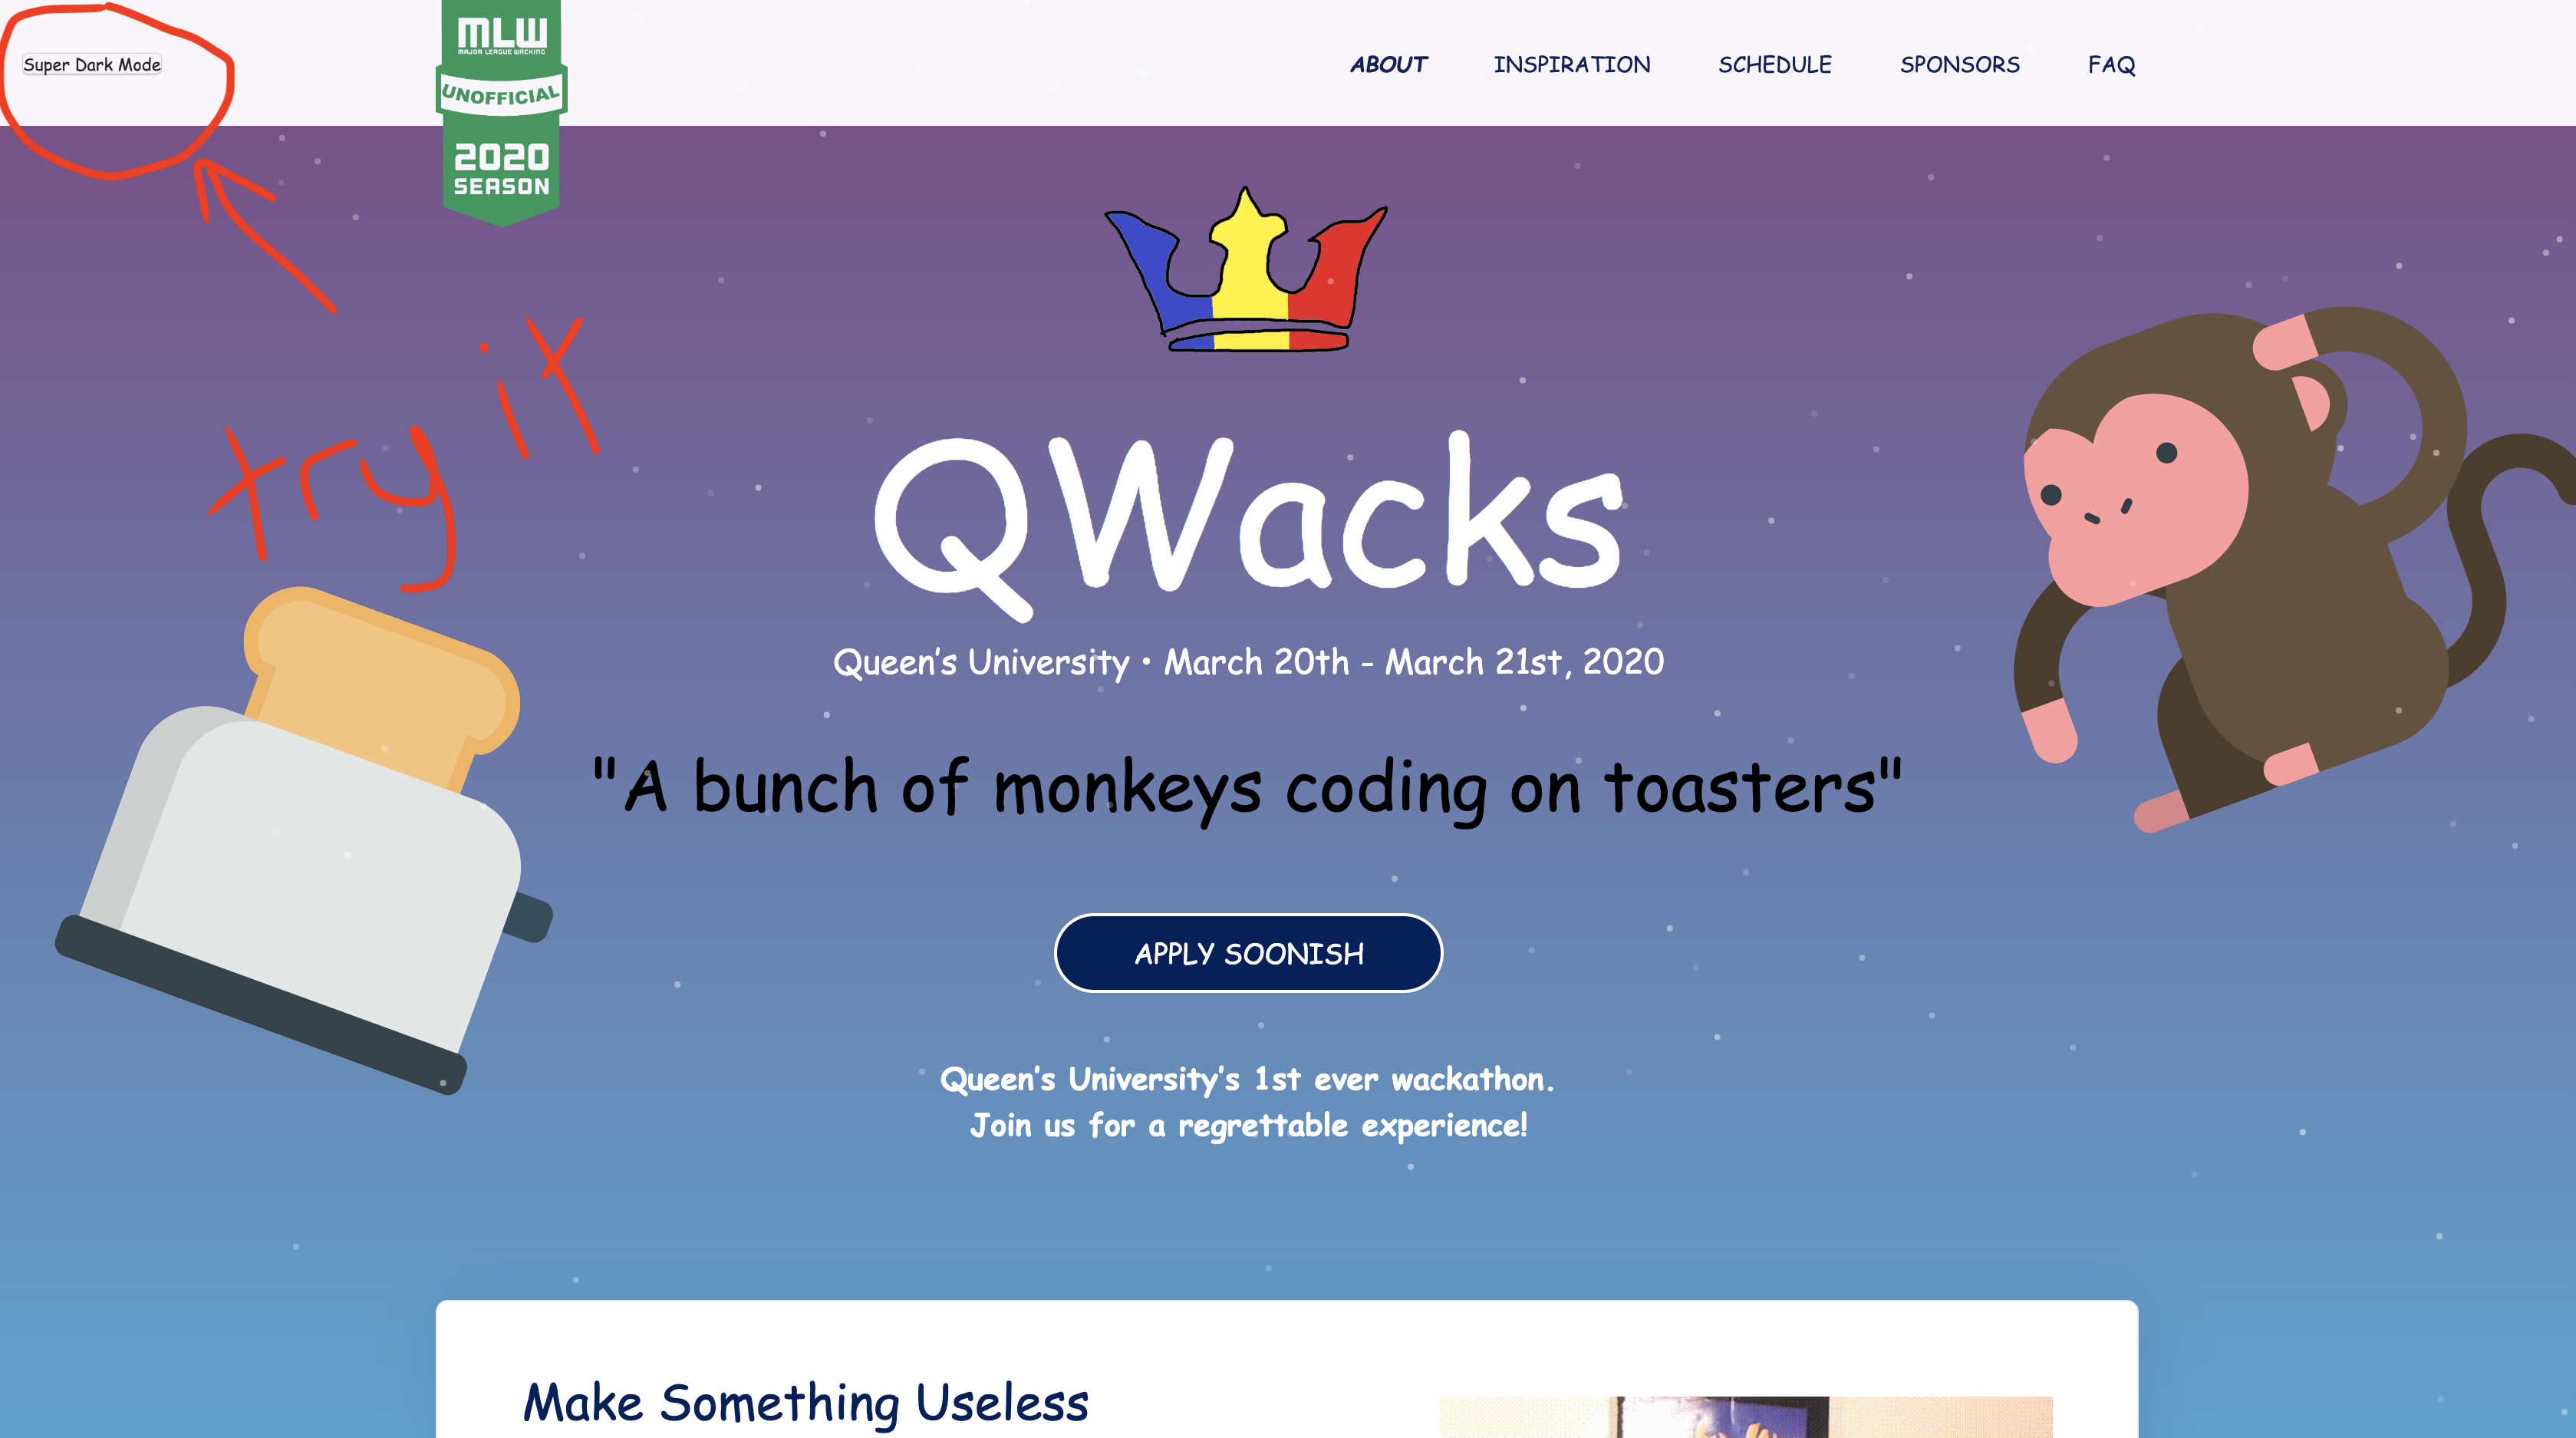 Super Dark Mode
MLW
MAJOR LEAGUE WACKING
UNOFFICIAL
2020
SEASON
ABOUT INSPIRATION SCHEDULE SPONSORS FAQ
try it
QWacks
Queen's University • March 20th - March 21st, 2020
"A bunch of monkeys coding on toasters"
APPLY SOONISH
Queen's University's 1st ever wackathon.
Join us for a regrettable experience!
Make Something Useless